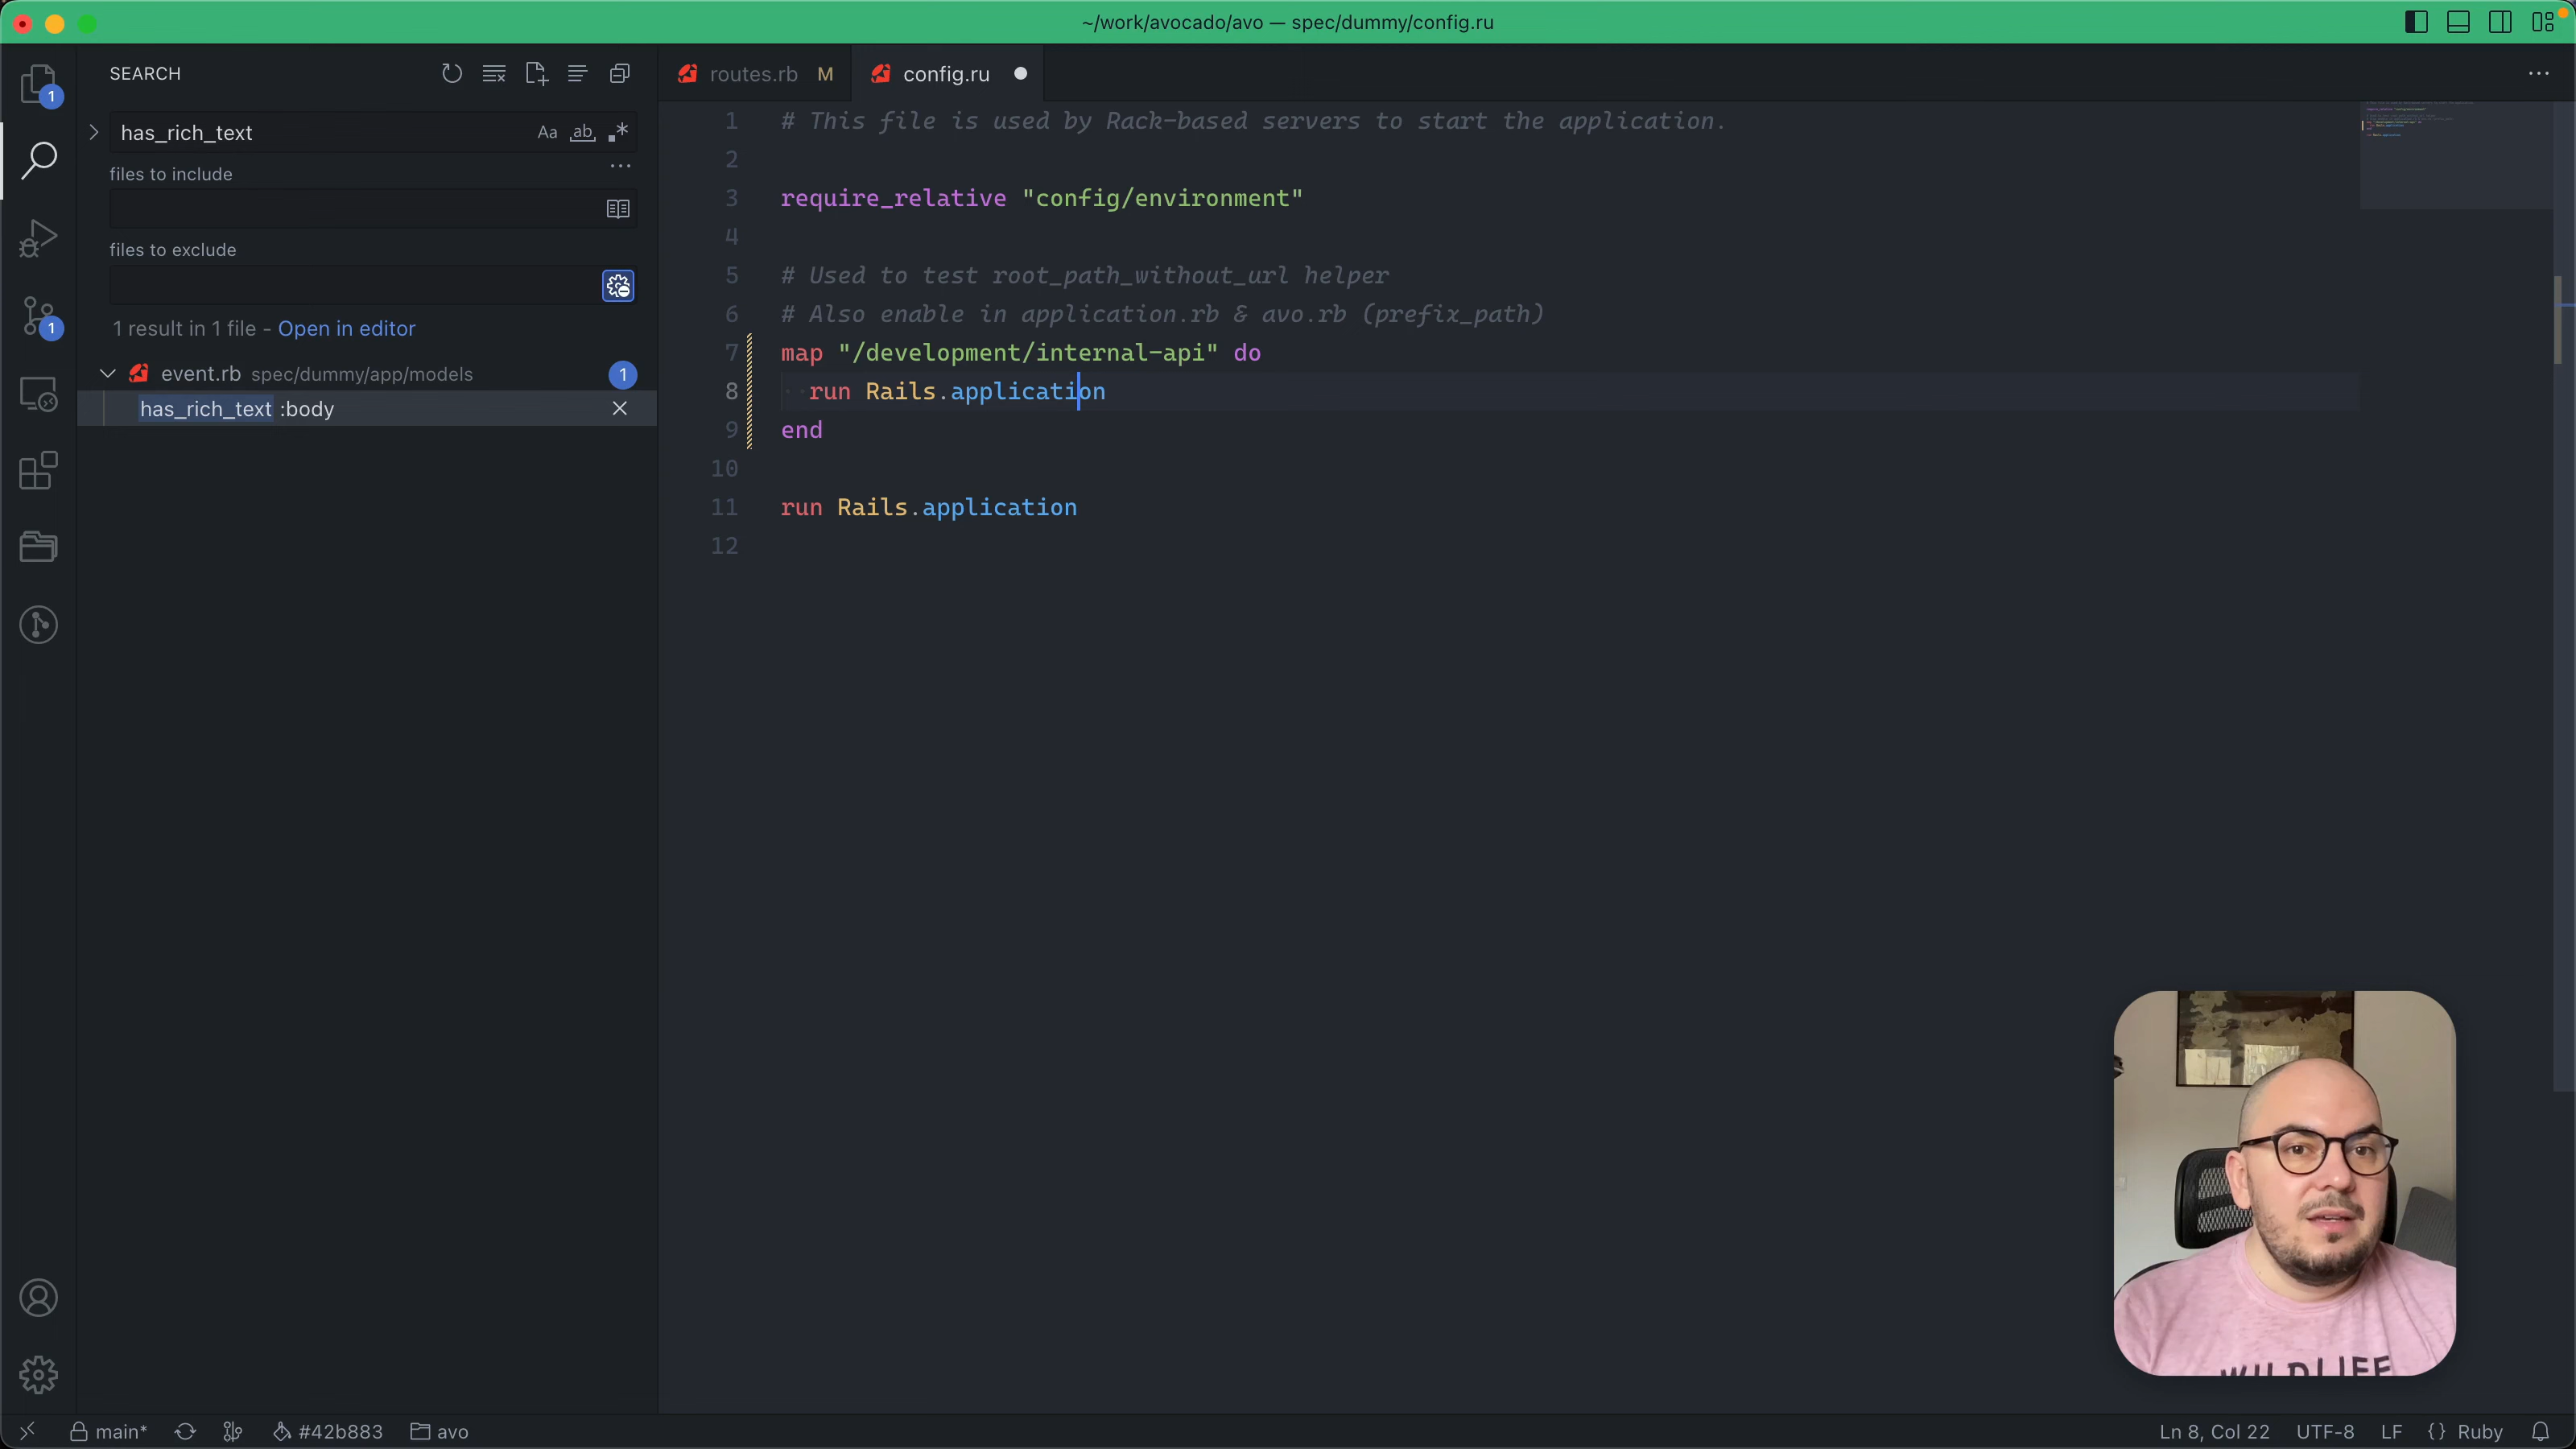 ~/work/avocado/avo — spec/dummy/config.ru
1
SEARCH
has_rich_text
Aa
ab
files to include
files to exclude
1 result in 1 file - Open in editor
event.rb spec/dummy/app/models 1
has_rich_text :body
1
routes.rb M
config.ru
1 # This file is used by Rack-based servers to start the application.
2
3 require_relative "config/environment"
4
5 # Used to test root_path_without_url helper
6 # Also enable in application.rb & avo.rb (prefix_path)
7 map "/development/internal-api" do
8 run Rails.application
9 end
10
11 run Rails.application
12
WILDLIFE
main*
#42b883
avo
Ln 8, Col 22
UTF-8
LF
{} Ruby